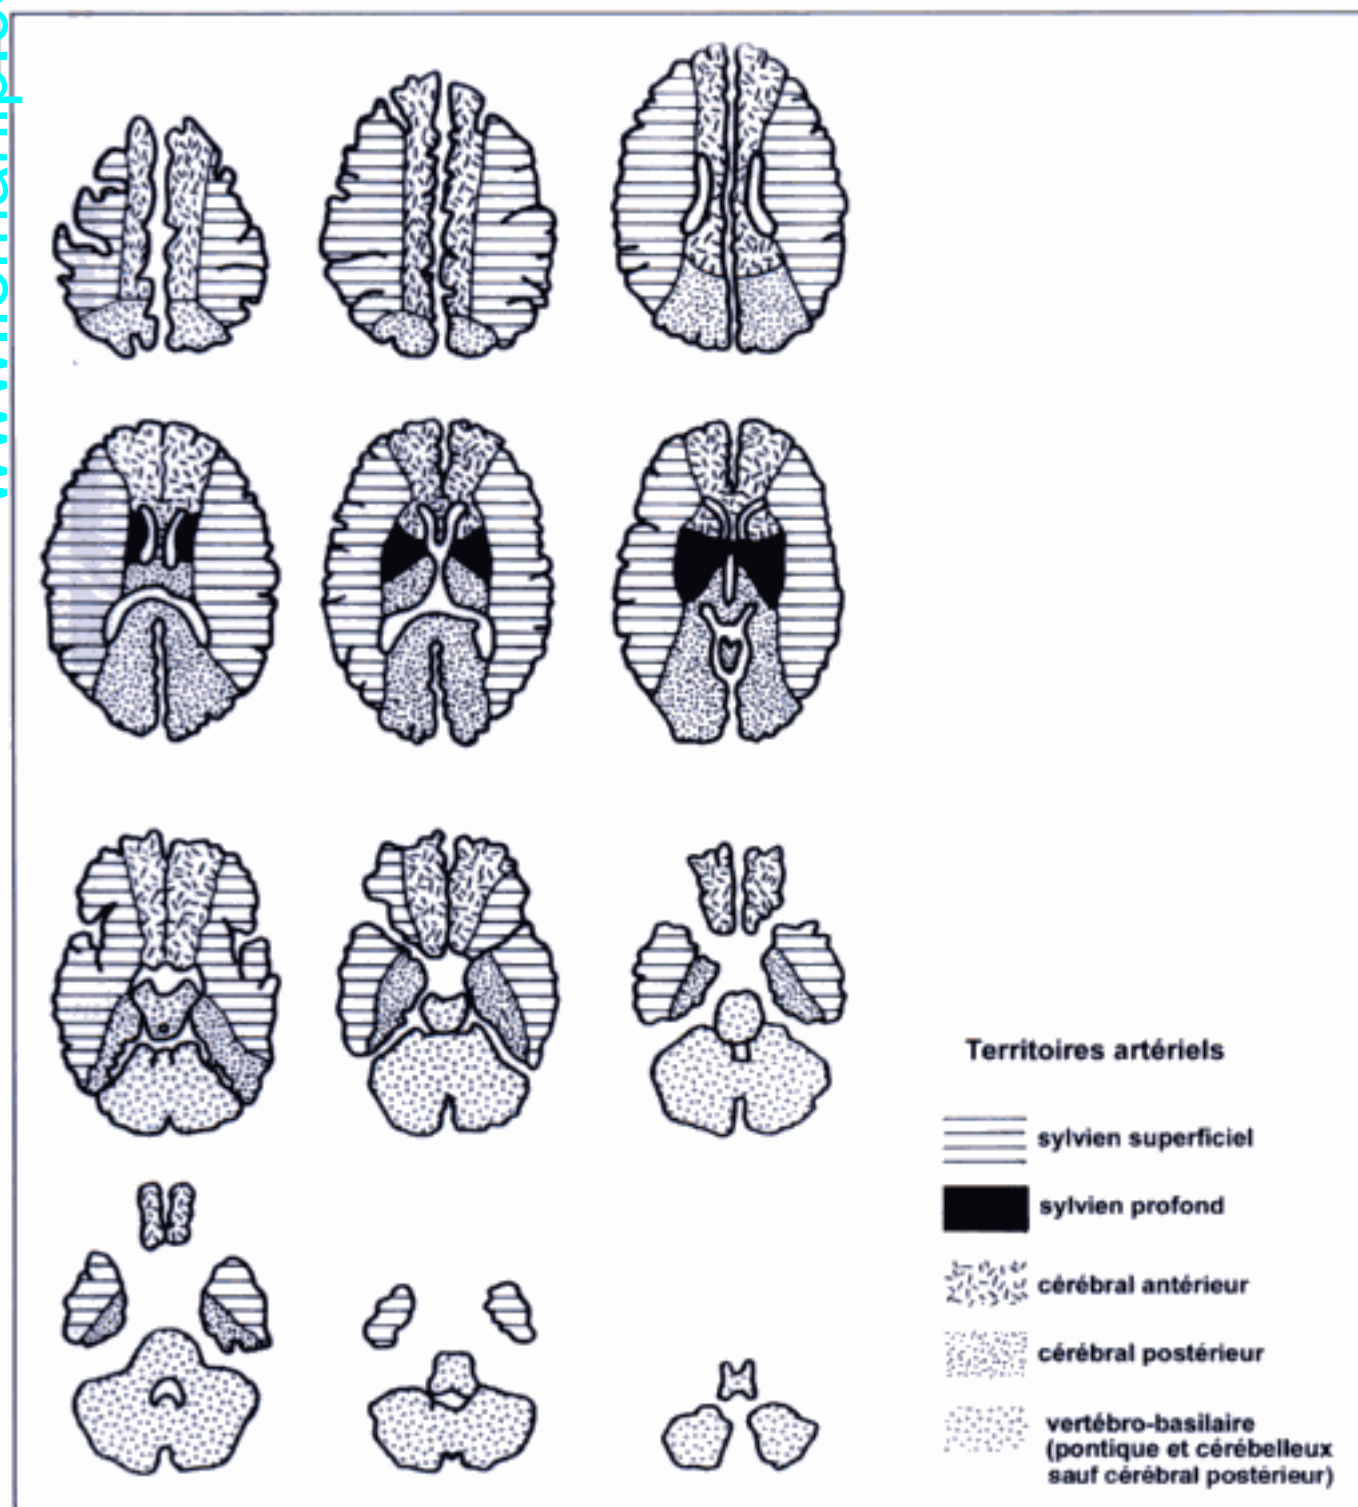 Territoires artériels
sylvien superficiel
sylvien profond
cérébral antérieur
cérébral postérieur
vertébro-basilaire
(pontique et cérébelleux
sauf cérébral postérieur)